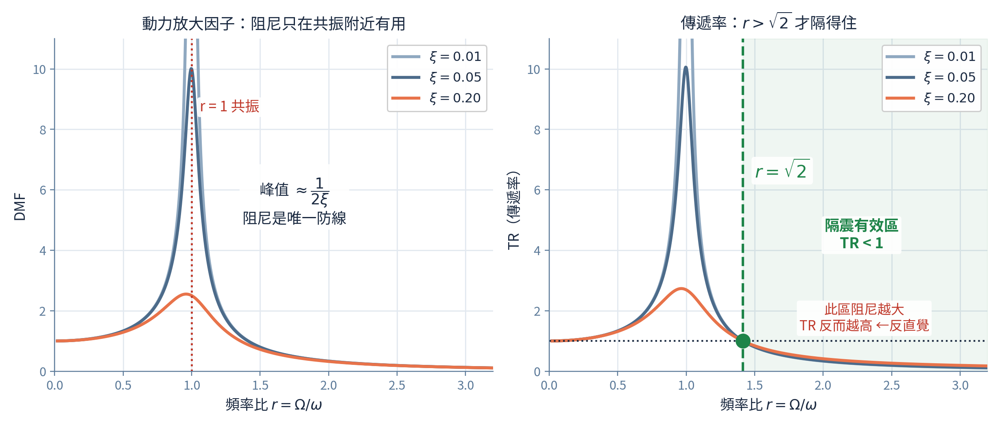 動力放大因子：阻尼只在共振附近有用
DMF
10
8
6
4
2
0
0.0 0.5 1.0 1.5 2.0 2.5 3.0
頻率比 r = Ω/ω
ξ = 0.01
ξ = 0.05
ξ = 0.20
r = 1 共振
峰值 ≈ 1/2ξ
阻尼是唯一防線
傳遞率：r > √2 才隔得住
TR（傳遞率）
10
8
6
4
2
0
0.0 0.5 1.0 1.5 2.0 2.5 3.0
頻率比 r = Ω/ω
ξ = 0.01
ξ = 0.05
ξ = 0.20
r = √2
隔震有效區
TR < 1
此區阻尼越大
TR 反而越高 ←反直覺